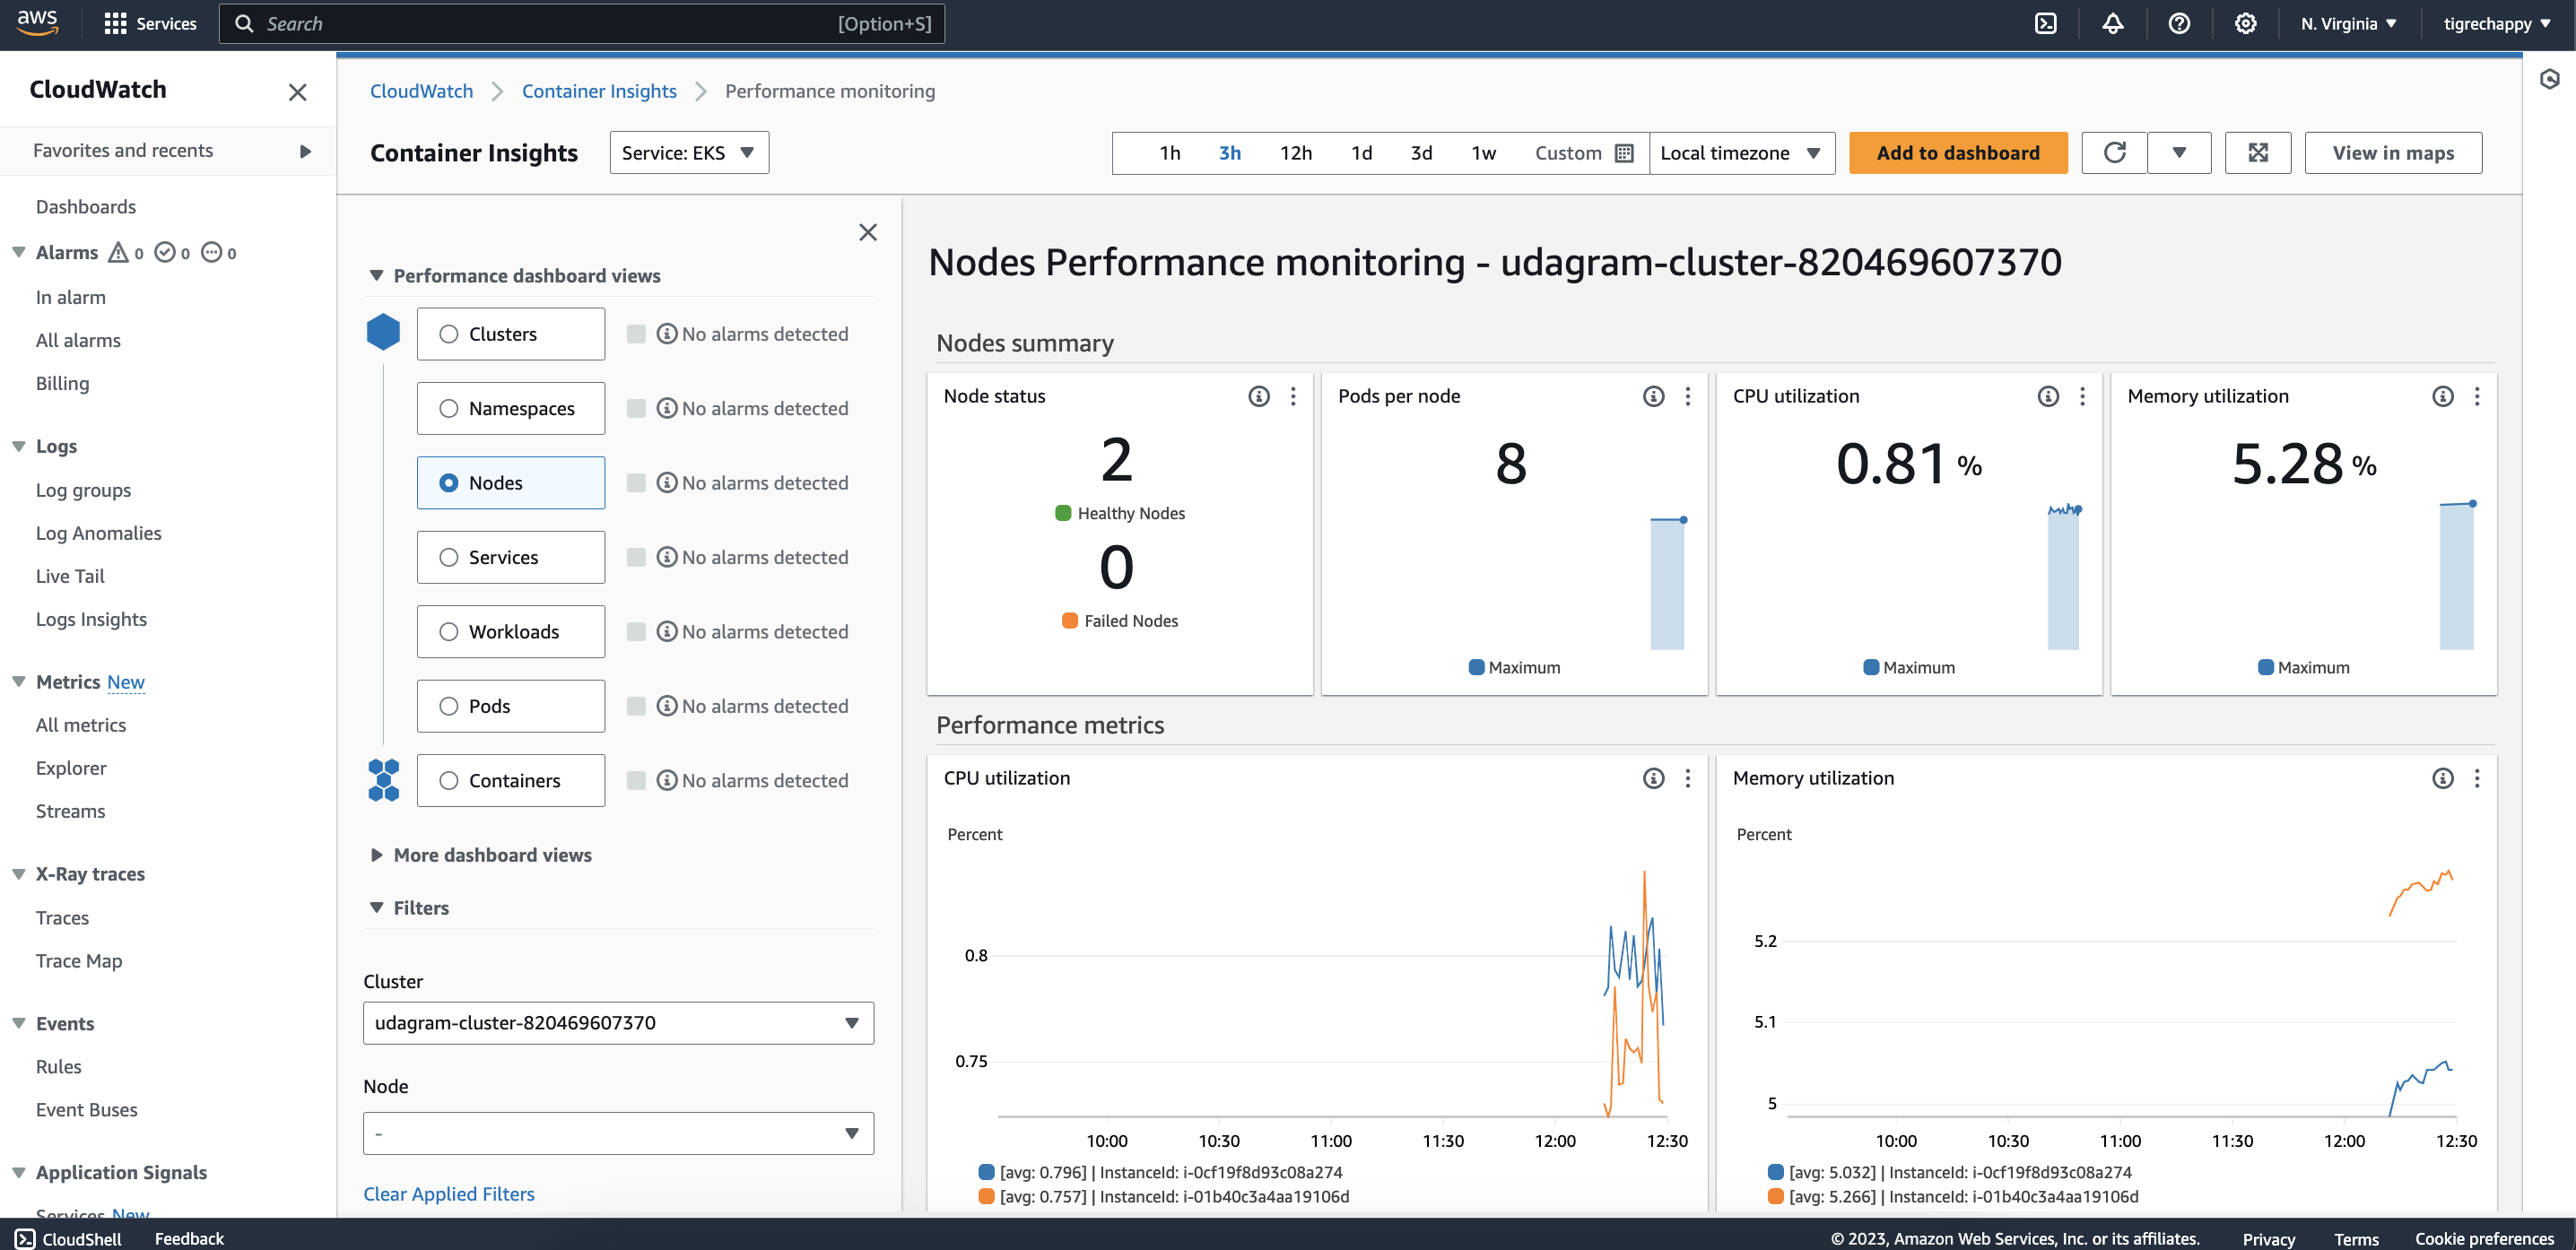 aws
Services
Search
[Option+S]
N. Virginia
tigrechappy
CloudWatch
Favorites and recents
Dashboards
Alarms 0 0 0
In alarm
All alarms
Billing
Logs
Log groups
Log Anomalies
Live Tail
Logs Insights
Metrics New
All metrics
Explorer
Streams
X-Ray traces
Traces
Trace Map
Events
Rules
Event Buses
Application Signals
Services New
CloudWatch
Container Insights
Performance monitoring
Container Insights
Service: EKS
1h 3h 12h 1d 3d 1w Custom
Local timezone
Add to dashboard
View in maps
Performance dashboard views
Clusters
No alarms detected
Namespaces
No alarms detected
Nodes
No alarms detected
Services
No alarms detected
Workloads
No alarms detected
Pods
No alarms detected
Containers
No alarms detected
More dashboard views
Filters
Cluster
udagram-cluster-820469607370
Node
-
Clear Applied Filters
Nodes Performance monitoring - udagram-cluster-820469607370
Nodes summary
Node status
2
Healthy Nodes
0
Failed Nodes
Pods per node
8
Maximum
CPU utilization
0.81 %
Maximum
Memory utilization
5.28 %
Maximum
Performance metrics
CPU utilization
Percent
0.8
0.75
10:00 10:30 11:00 11:30 12:00 12:30
[avg: 0.796] | InstanceId: i-0cf19f8d93c08a274
[avg: 0.757] | InstanceId: i-01b40c3a4aa19106d
Memory utilization
Percent
5.2
5.1
5
10:00 10:30 11:00 11:30 12:00 12:30
[avg: 5.032] | InstanceId: i-0cf19f8d93c08a274
[avg: 5.266] | InstanceId: i-01b40c3a4aa19106d
CloudShell
Feedback
© 2023, Amazon Web Services, Inc. or its affiliates.
Privacy
Terms
Cookie preferences